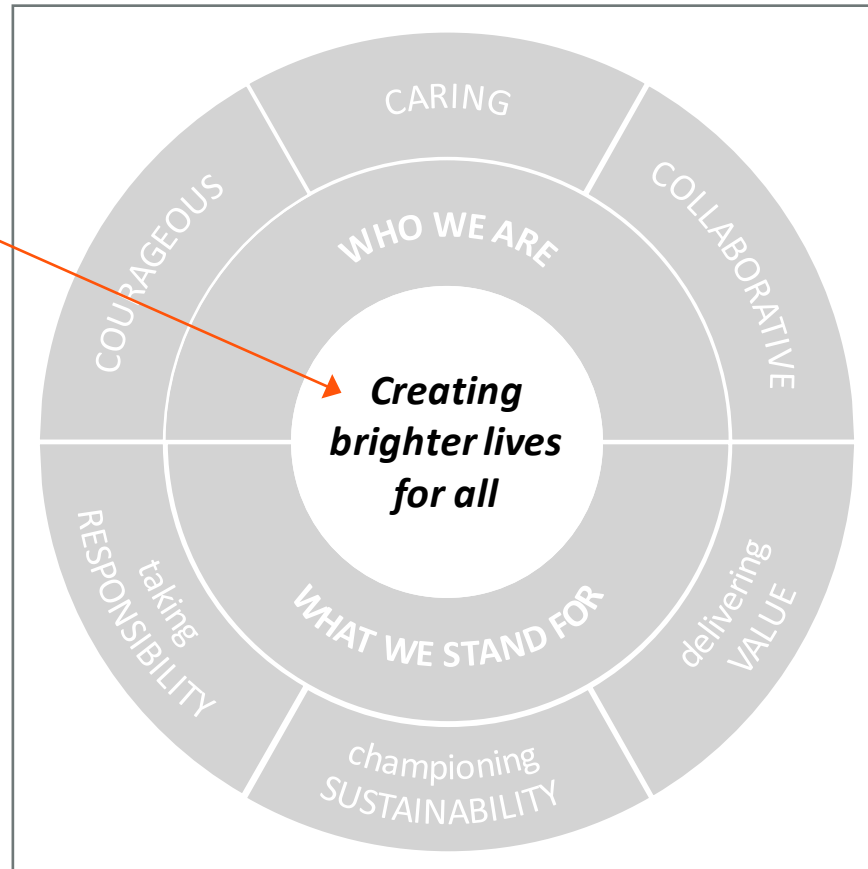 CARING
COURAGEOUS
COLLABORATIVE
WHO WE ARE
Creating
brighter lives
for all
WHAT WE STAND FOR
taking
RESPONSIBILITY
championing
SUSTAINABILITY
delivering
VALUE